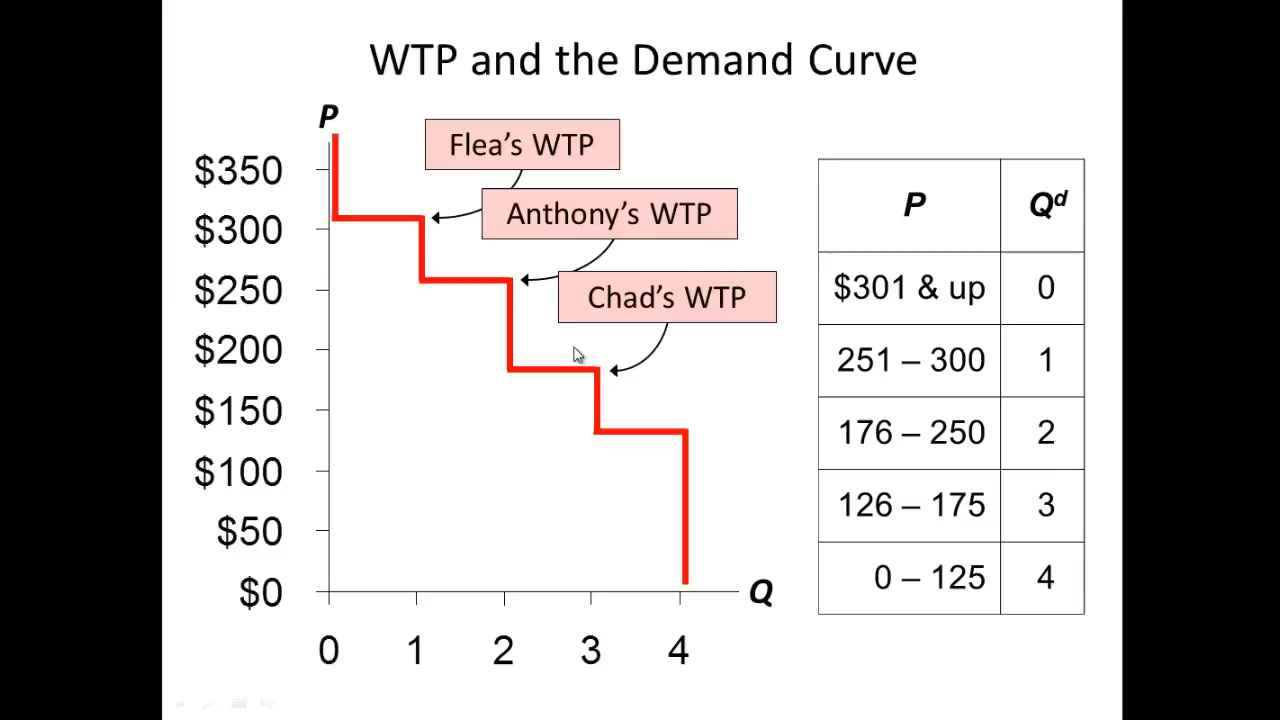 WTP and the Demand Curve
P
Flea's WTP
Anthony's WTP
Chad's WTP
$350
$300
$250
$200
$150
$100
$50
$0
Q
0 1 2 3 4
P Qd
$301 & up 0
251 – 300 1
176 – 250 2
126 – 175 3
0 – 125 4